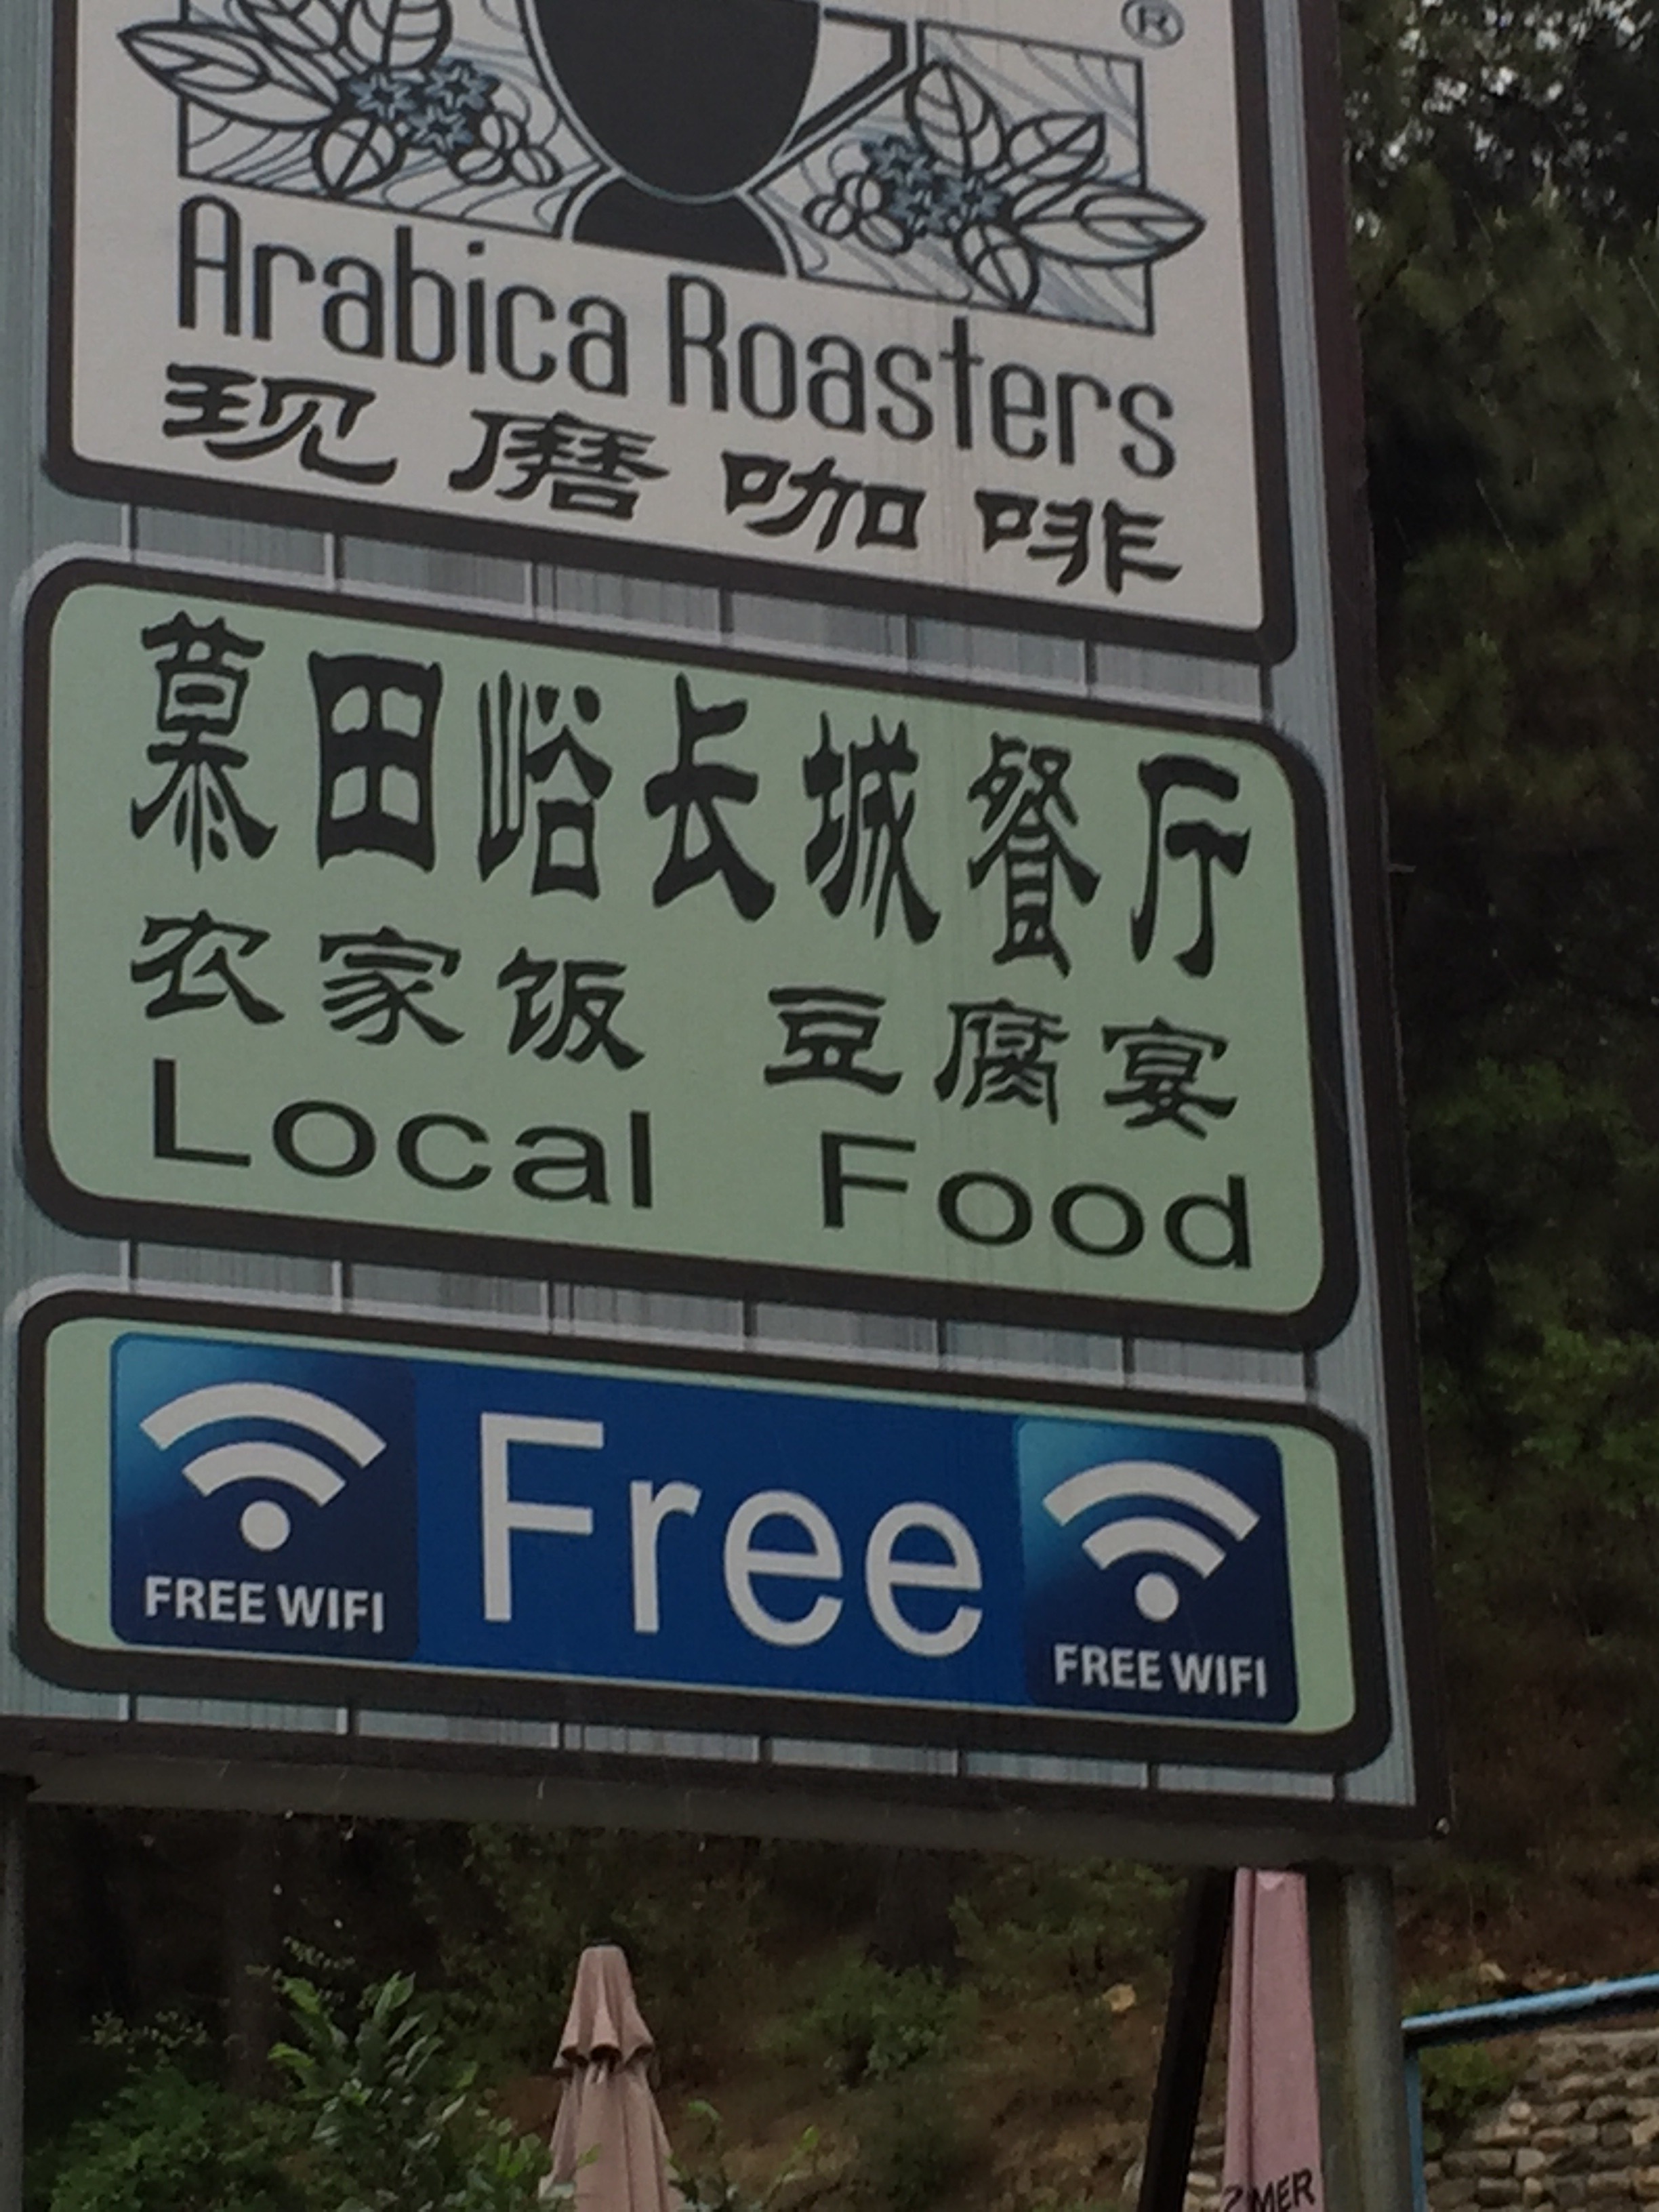 ®
Arabica Roasters
现磨咖啡
慕田峪长城餐厅
农家饭 豆腐宴
Local Food
FREE WIFI
Free
FREE WIFI